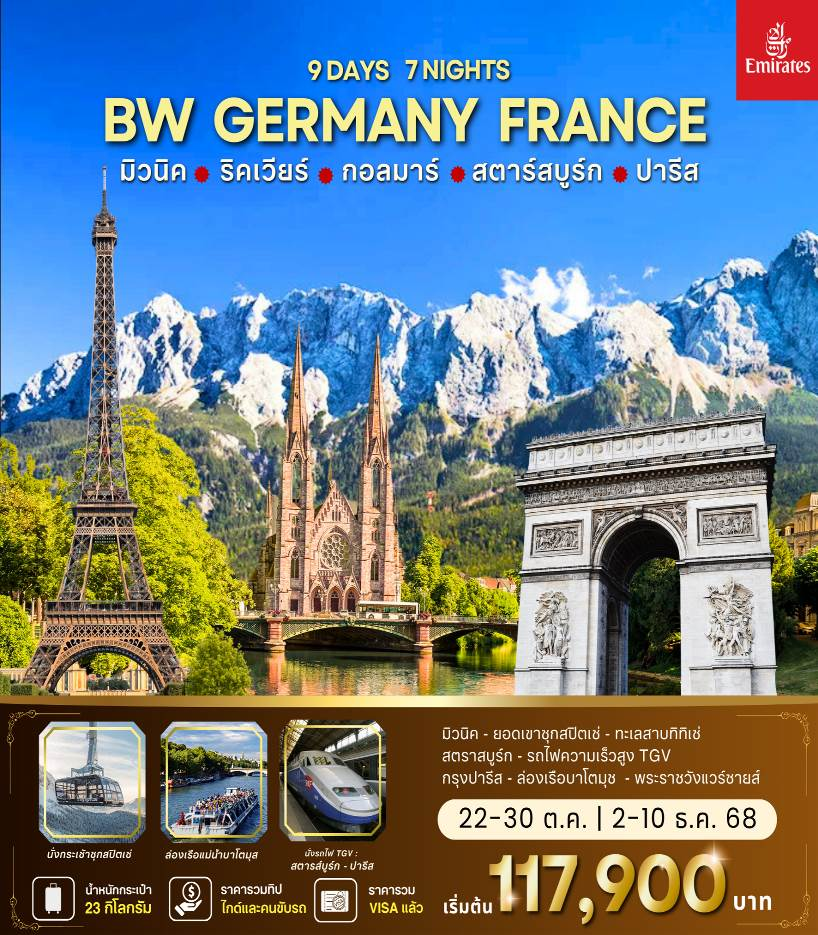 Emirates
9 DAYS 7 NIGHTS
BW GERMANY FRANCE
มิวนิค ริคเวียร์ กอลมาร์ สตาร์สบูร์ก ปารีส
มิวนิค - ยอดเขาซุกสปิตเซ่ - ทะเลสาบทิทิเซ่
สตราสบูร์ก - รถไฟความเร็วสูง TGV
กรุงปารีส - ล่องเรือบาโตมุช - พระราชวังแวร์ซายส์
22-30 ต.ค. | 2-10 ธ.ค. 68
เริ่มต้น 117,900 บาท
นั่งกระเช้าซุกสปิตเซ่
ล่องเรือแม่น้ำบาโตมุส
นั่งรถไฟ TGV :
สตารส์บูร์ก - ปารีส
น้ำหนักกระเป๋า
23 กิโลกรัม
ราคารวมทิป
ไกด์และคนขับรถ
ราคารวม
VISA แล้ว